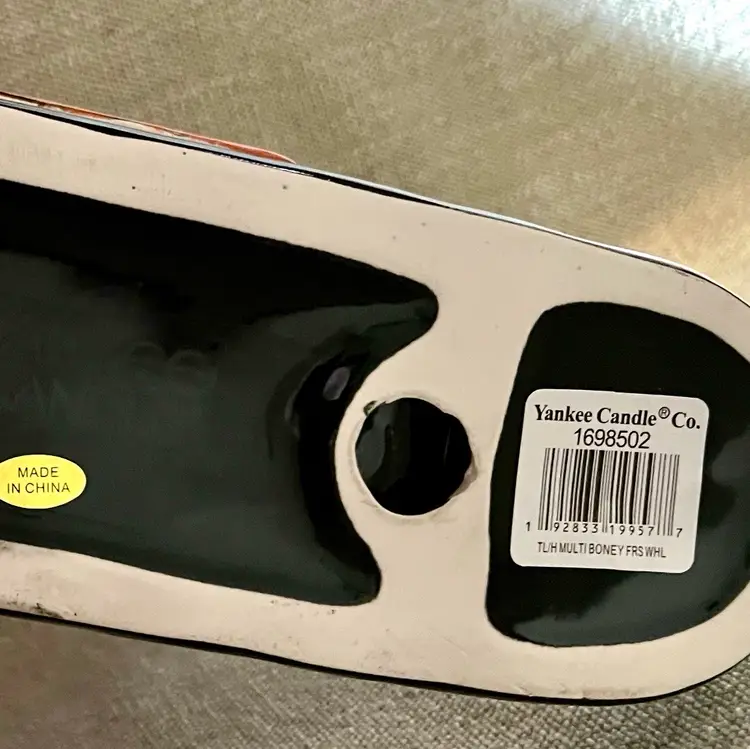 Yankee Candle® Co.
1698502
1 92833 19957 7
TL/H MULTI BONEY FRS WHL
MADE
IN CHINA